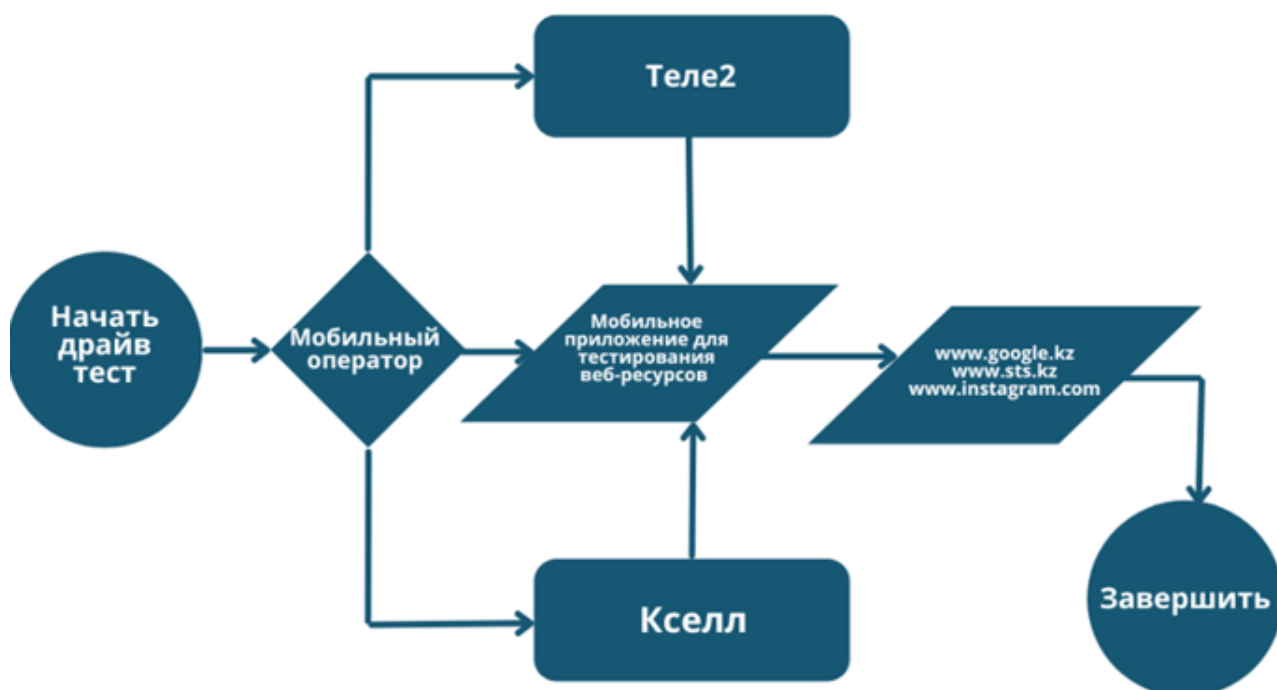 Теле2
Начать
драйв
тест
Мобильный
оператор
Мобильное
приложение для
тестирования
веб-ресурсов
www.google.kz
www.sts.kz
www.instagram.com
Кселл
Завершить